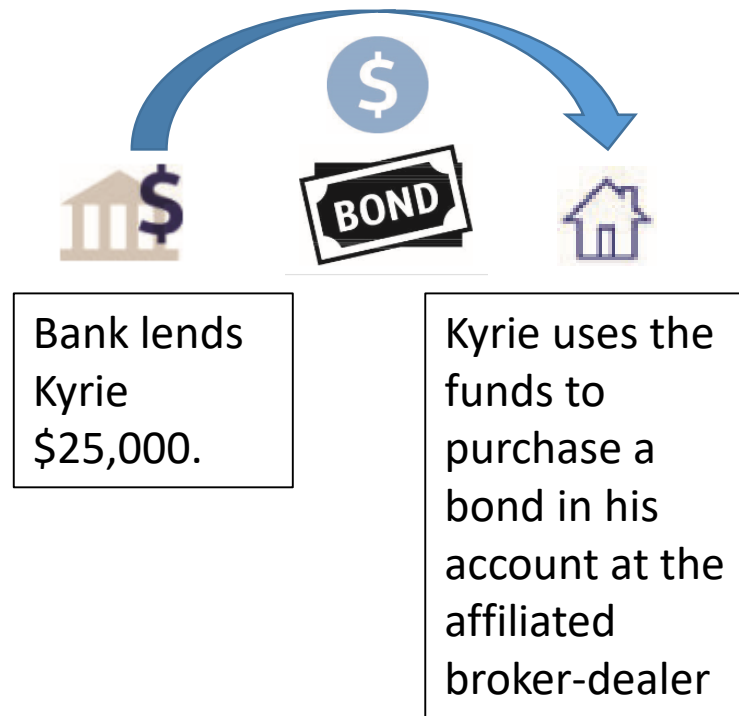 $
$
BOND
Bank lends
Kyrie
$25,000.
Kyrie uses the
funds to
purchase a
bond in his
account at the
affiliated
broker-dealer